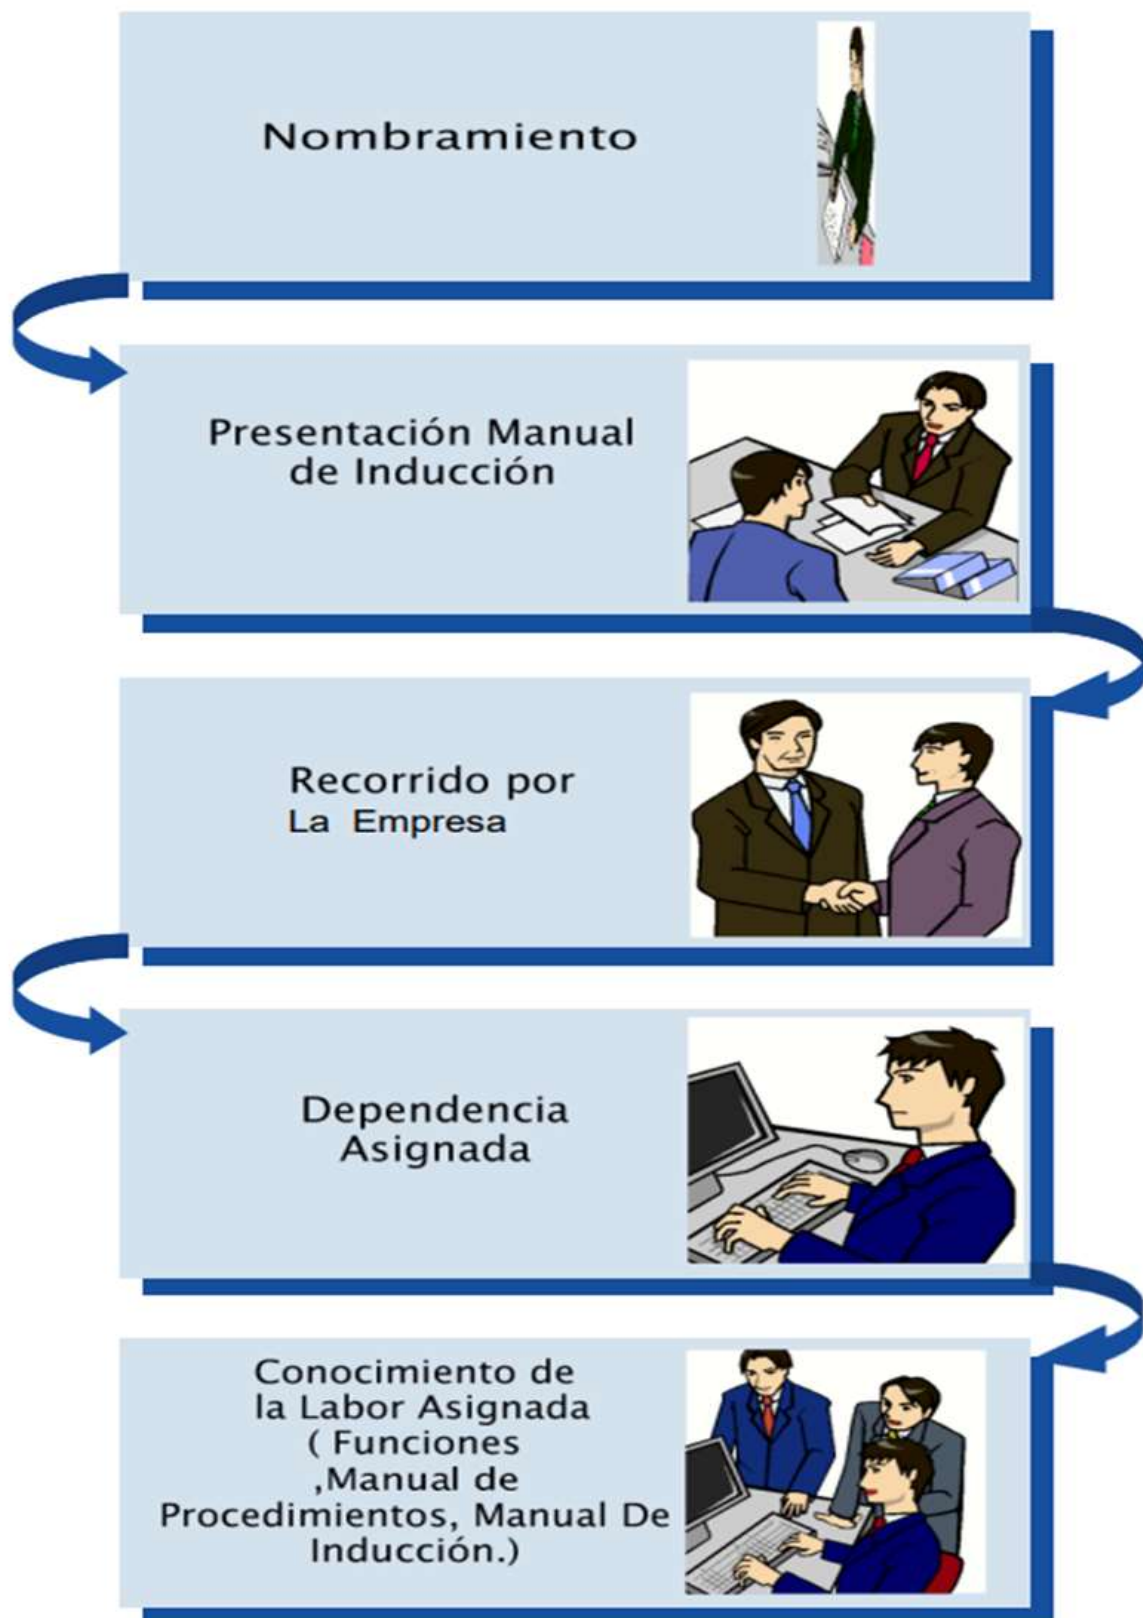 Nombramiento
Presentación Manual
de Inducción
Recorrido por
La Empresa
Dependencia
Asignada
Conocimiento de
la Labor Asignada
( Funciones
,Manual de
Procedimientos, Manual De
Inducción.)